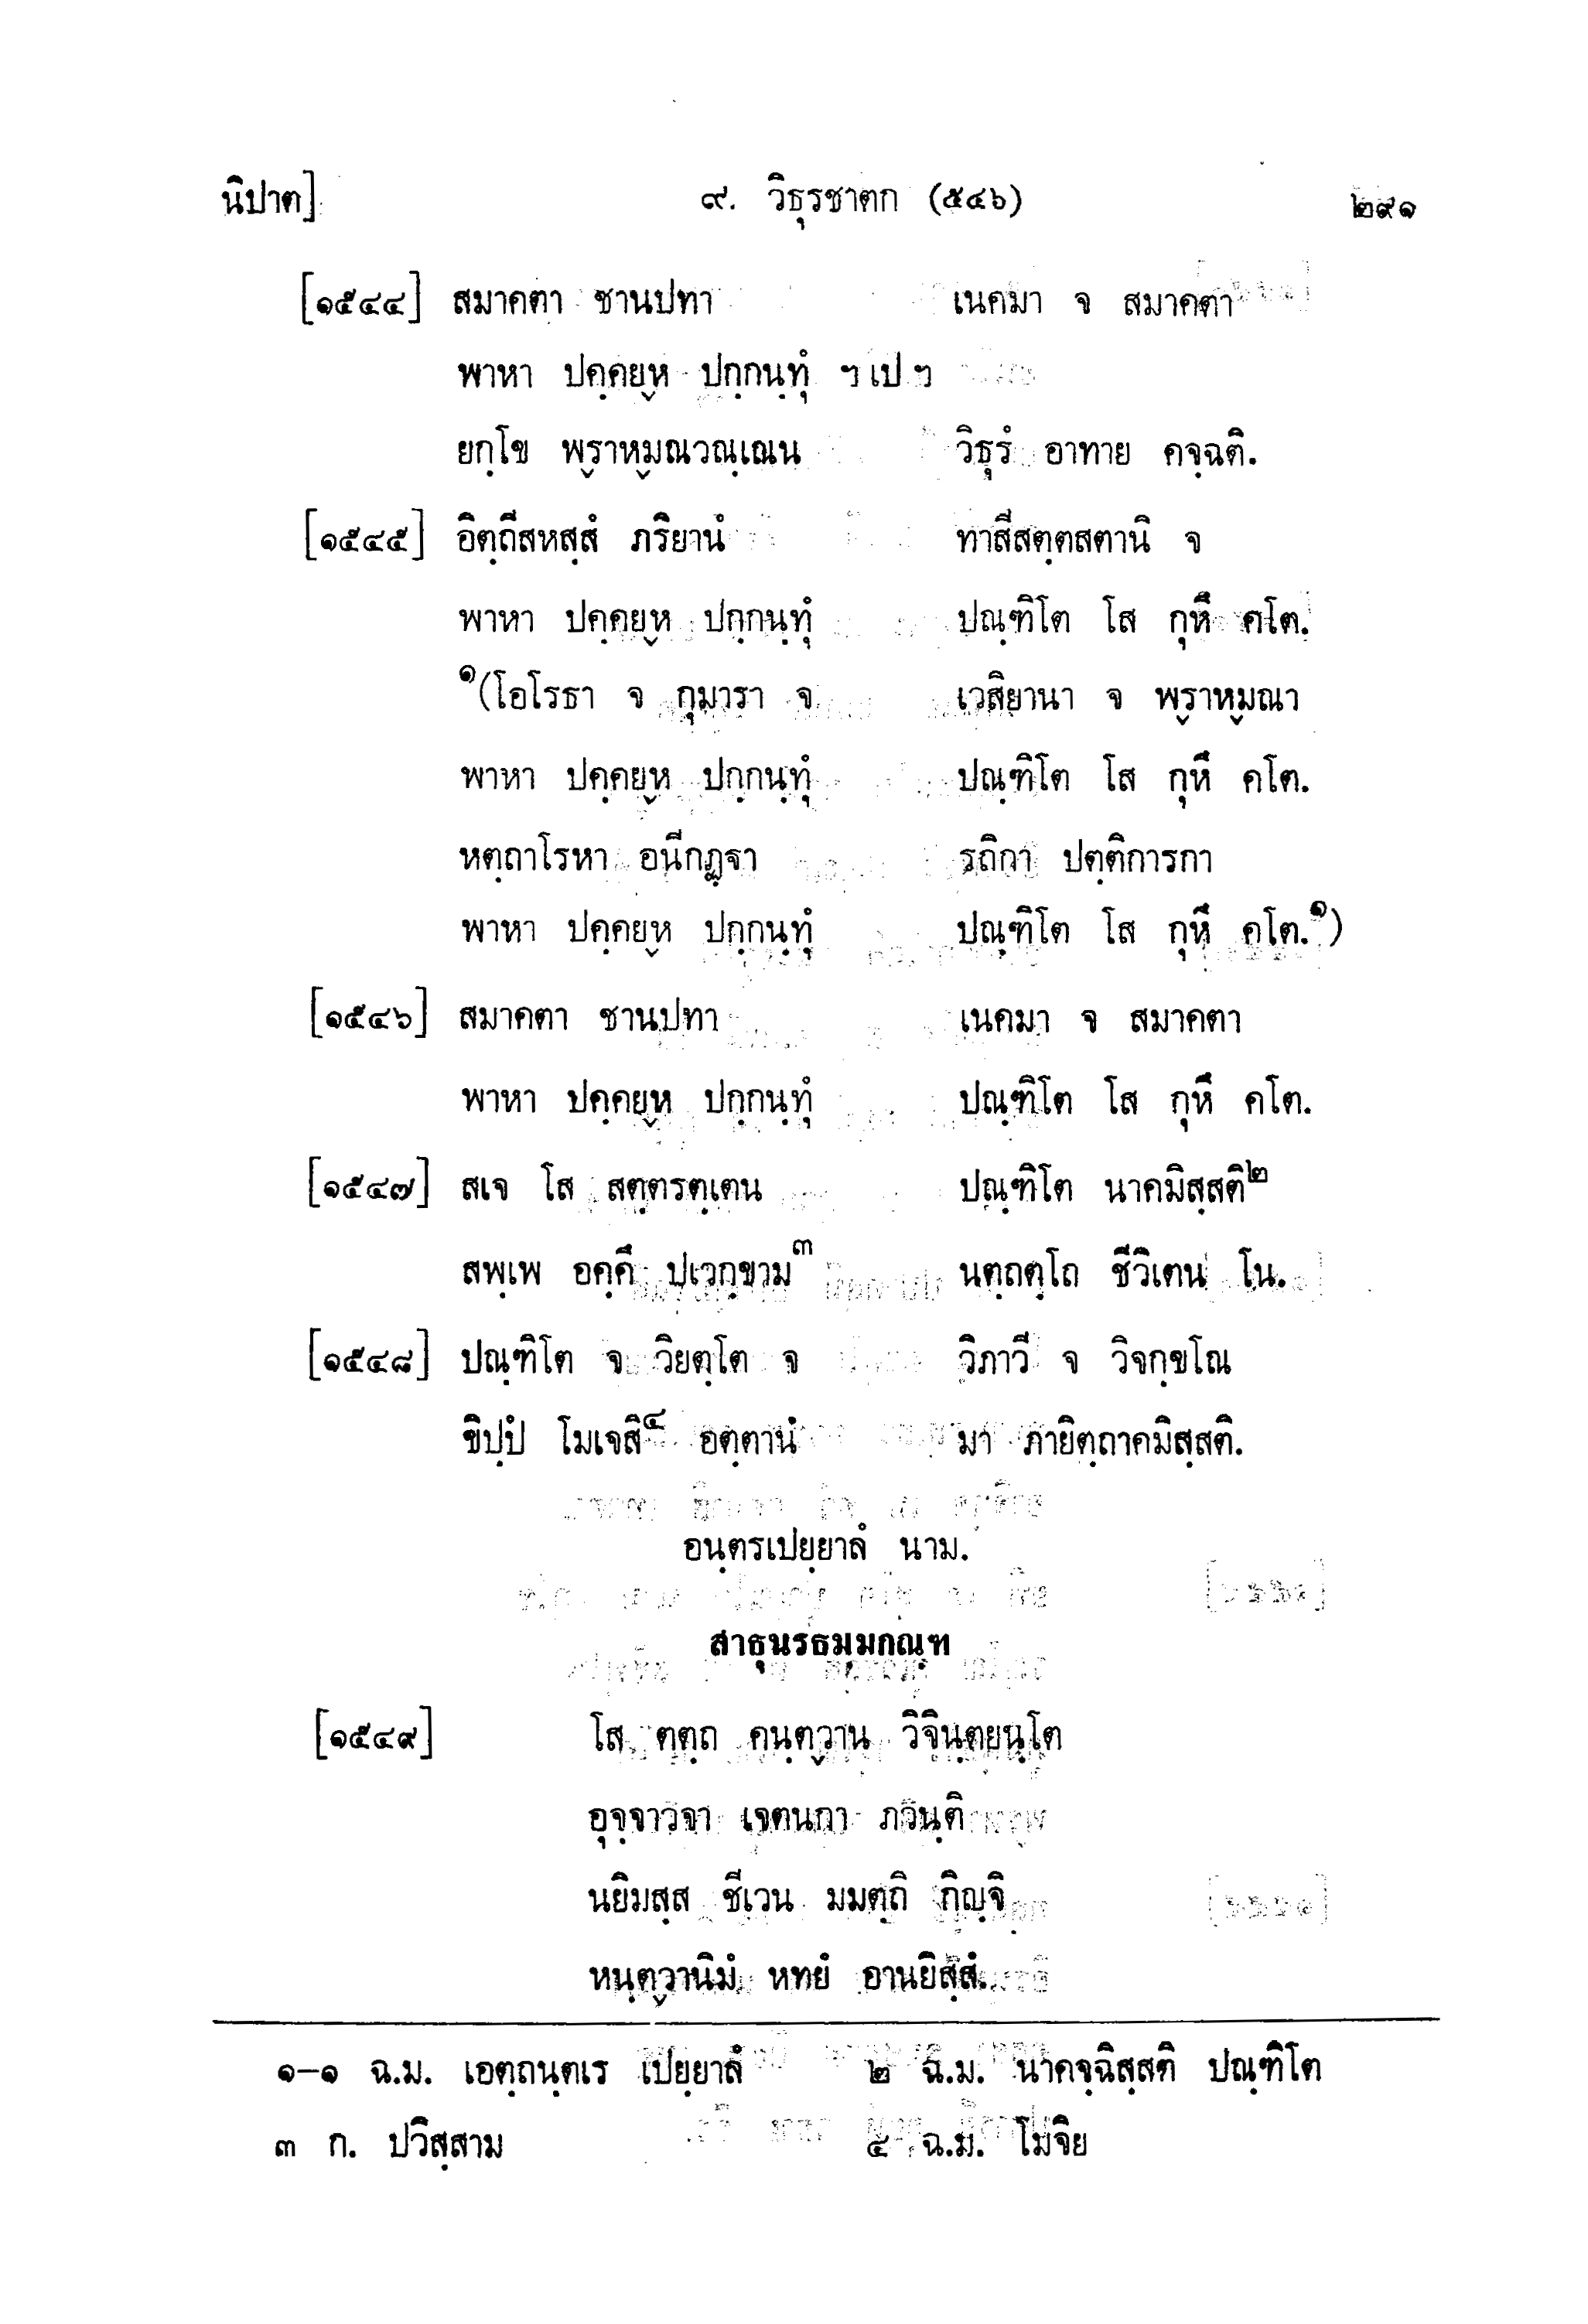 นิปาต] ๙. วิธุรชาตก (๕๔๖) ๒๙๑
[๑๕๔๔] สมาคตา ชานปทา เนคมา จ สมาคตา
พาหา ปคฺคยฺห ปกฺกนฺทุํ ฯ เป ฯ
ยกฺโข พฺราหฺมณวณฺเณน วิธุรํ อาทาย คจฺฉติ.
[๑๕๔๕] อิตฺถีสหสฺสํ ภริยานํ ทาสีสตฺตสตานิ จ
พาหา ปคฺคยฺห ปกฺกนฺทุํ ปณฺฑิโต โส กุหึ คโต.
๑(โอโรธา จ กุมารา จ เวสิยานา จ พฺราหฺมณา
พาหา ปคฺคยฺห ปกฺกนฺทุํ ปณฺฑิโต โส กุหึ คโต.
หตฺถาโรหา อนีกฏฺฐา รถิกา ปตฺติการกา
พาหา ปคฺคยฺห ปกฺกนฺทุํ ปณฺฑิโต โส กุหึ คโต.๑)
[๑๕๔๖] สมาคตา ชานปทา เนคมา จ สมาคตา
พาหา ปคฺคยฺห ปกฺกนฺทุํ ปณฺฑิโต โส กุหึ คโต.
[๑๕๔๗] สเจ โส สตฺตรตฺเตน ปณฺฑิโต นาคมิสฺสติ๒
สพฺเพ อคฺคึ ปเวกฺขาม๓ นตฺถตฺโถ ชีวิเตน โน.
[๑๕๔๘] ปณฺฑิโต จ วิยตฺโต จ วิภาวี จ วิจกฺขโณ
ขิปฺปํ โมเจสิ๔ อตฺตานํ มา ภายิตฺถาคมิสฺสติ.
อนฺตรเปยฺยาลํ นาม.
สาธุนรธมฺมกณฺฑ
[๑๕๔๙] โส ตตฺถ คนฺตฺวาน วิจินฺตยนฺโต
อุจฺจาวจา เจตนกา ภวนฺติ
นยิมสฺส ชีเวน มมตฺถิ กิญฺจิ
หนฺตฺวานิมํ หทยํ อานยิสฺสํ.
๑-๑ ฉ.ม. เอตฺถนฺตเร เปยฺยาลํ ๒ ฉ.ม. นาคจฺฉิสฺสติ ปณฺฑิโต
๓ ก. ปวิสฺสาม ๔ ฉ.ม. โมจิย